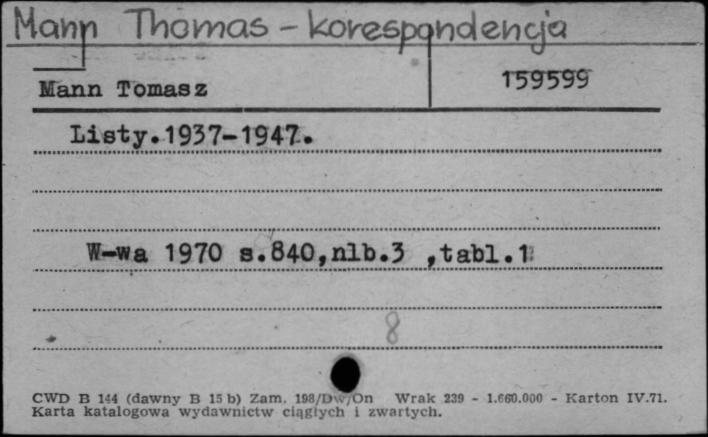 Mann Thomas - korespondencja
Mann Tomasz 159599
Listy.1937-1947.
W-wa 1970 s.840,nlb.3 ,tabl.1
8
CWD B 144 (dawny B 15 b) Zam. 198/Dw/On Wrak 239 - 1.660.000 - Karton IV.71.
Karta katalogowa wydawnictw ciągłych i zwartych.